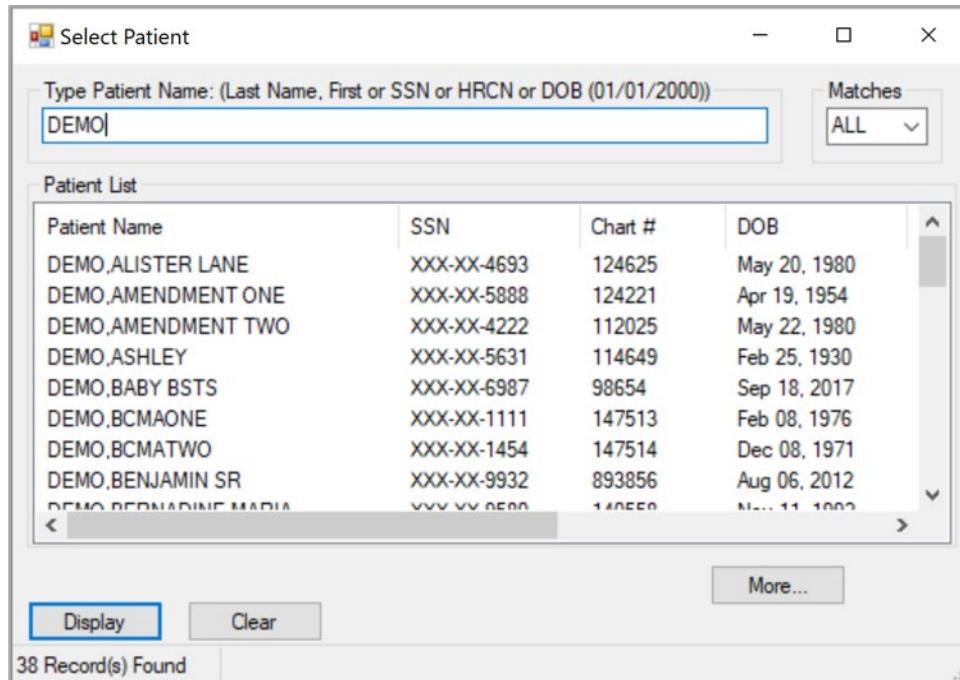 Select Patient
Type Patient Name: (Last Name, First or SSN or HRCN or DOB (01/01/2000)) Matches
DEMO ALL
Patient List
Patient Name SSN Chart # DOB
DEMO,ALISTER LANE XXX-XX-4693 124625 May 20, 1980
DEMO,AMENDMENT ONE XXX-XX-5888 124221 Apr 19, 1954
DEMO,AMENDMENT TWO XXX-XX-4222 112025 May 22, 1980
DEMO,ASHLEY XXX-XX-5631 114649 Feb 25, 1930
DEMO,BABY BSTS XXX-XX-6987 98654 Sep 18, 2017
DEMO,BCMAONE XXX-XX-1111 147513 Feb 08, 1976
DEMO,BCMATWO XXX-XX-1454 147514 Dec 08, 1971
DEMO,BENJAMIN SR XXX-XX-9932 893856 Aug 06, 2012
DEMO,BERNADINE MARIA
More...
Display Clear
38 Record(s) Found